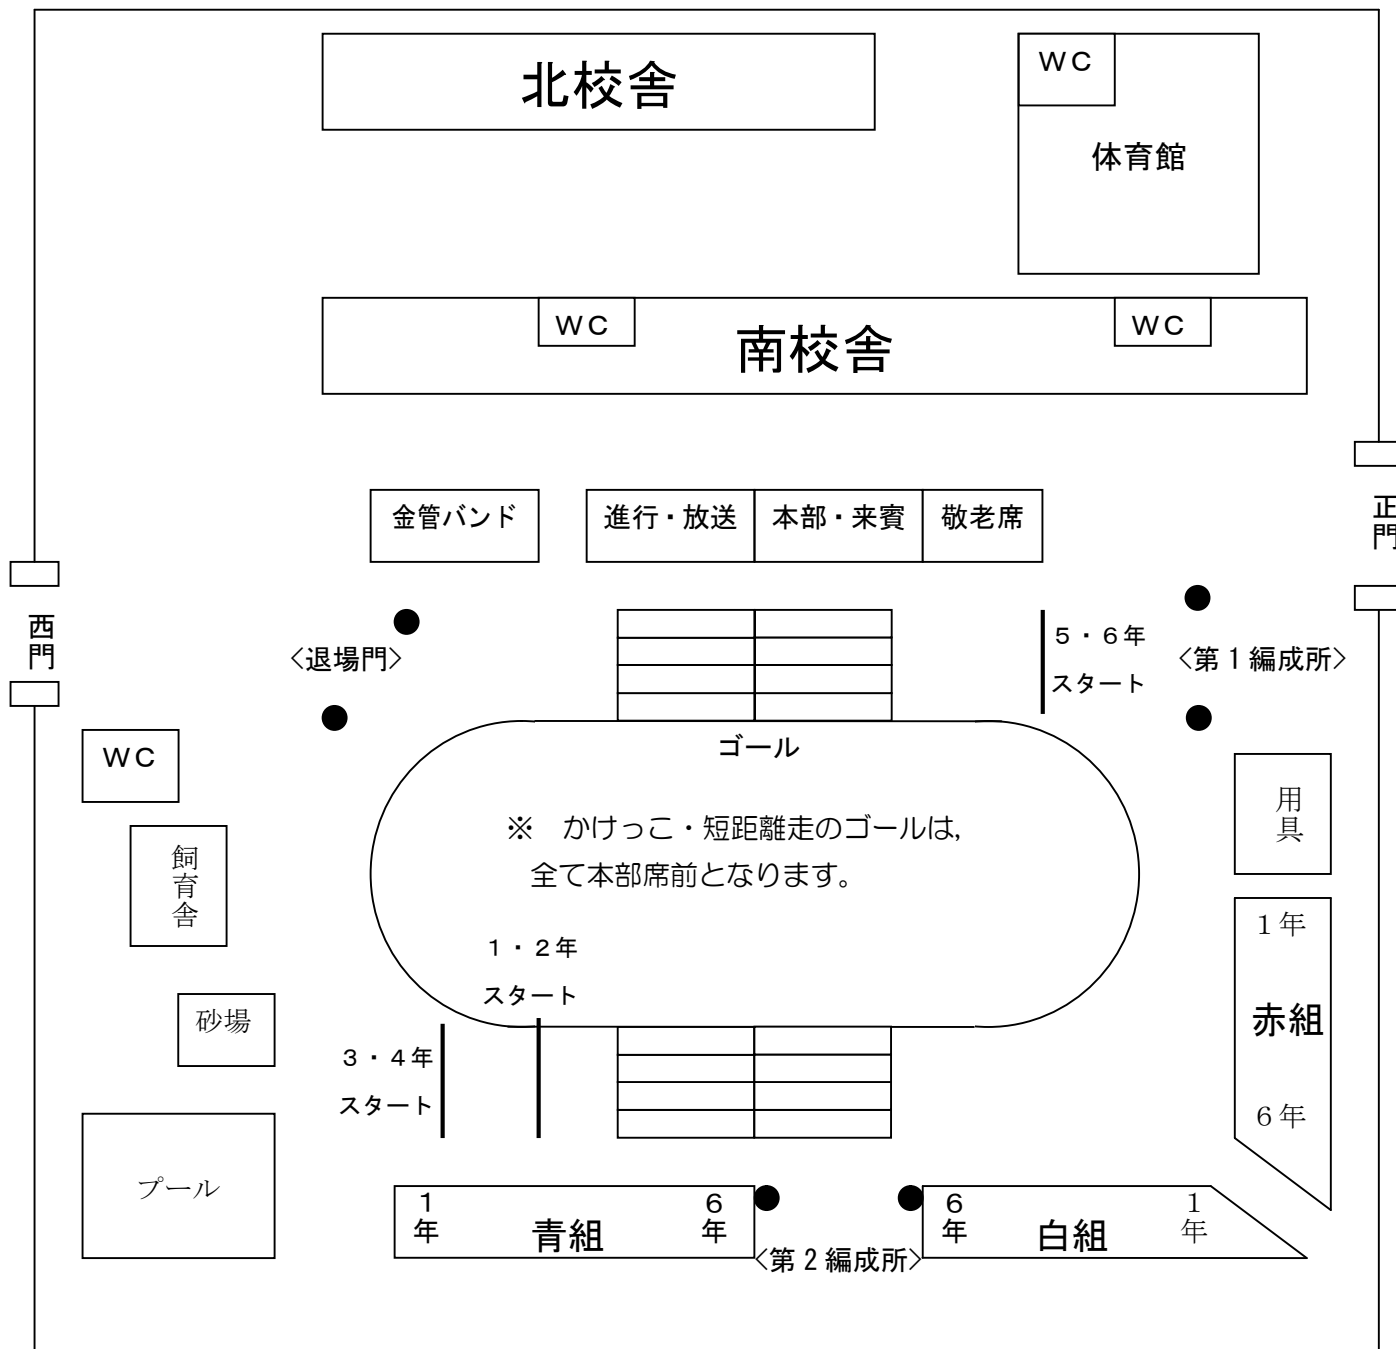 北校舎
WC
体育館
WC
南校舎
WC
正門
金管バンド
進行・放送
本部・来賓
敬老席
西門
〈退場門〉
5・6年
スタート
〈第1編成所〉
ゴール
WC
用具
※ かけっこ・短距離走のゴールは,
全て本部席前となります。
飼育舎
1・2年
スタート
1年
赤組
6年
砂場
3・4年
スタート
プール
1年
青組
6年
〈第2編成所〉
6年
白組
1年